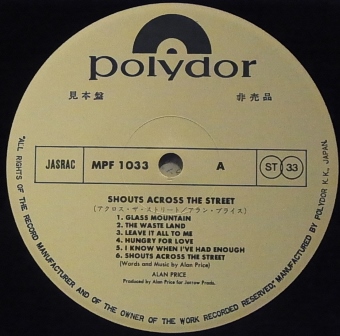 polydor
見本盤
非売品
JASRAC
MPF 1033
A
ST 33
SHOUTS ACROSS THE STREET
(アクロス・ザ・ストリート/アラン・プライス)
1. GLASS MOUNTAIN
2. THE WASTE LAND
3. LEAVE IT ALL TO ME
4. HUNGRY FOR LOVE
5. I KNOW WHEN I'VE HAD ENOUGH
6. SHOUTS ACROSS THE STREET
(Words and Music by Alan Price)
ALAN PRICE
Produced by Alan Price for Jarrow Prods.
"ALL RIGHTS OF THE RECORD MANUFACTURER AND OF THE OWNER OF THE WORK RECORDED RESERVED." MANUFACTURED BY POLYDOR K.K., JAPAN.